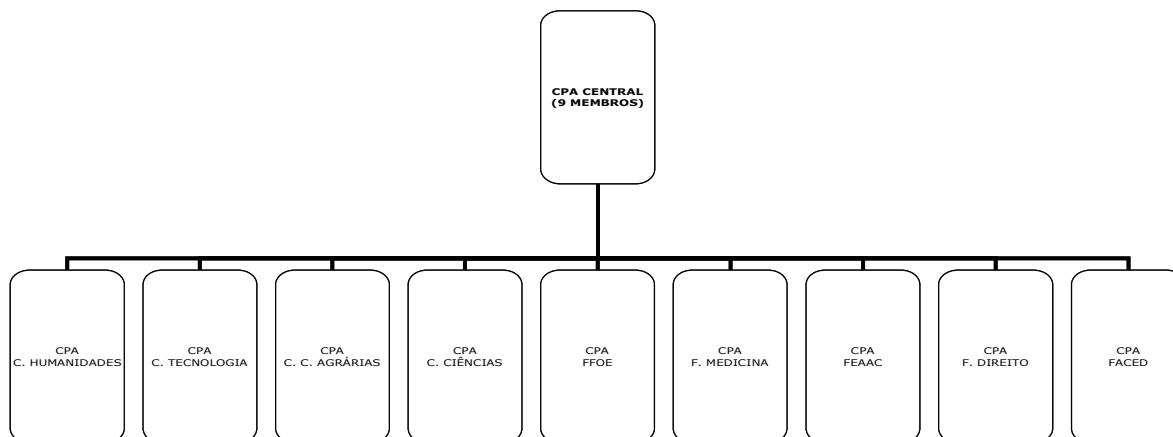 CPA CENTRAL
(9 MEMBROS)
CPA
C. HUMANIDADES
CPA
C. TECNOLOGIA
CPA
C. C. AGRÁRIAS
CPA
C. CIÊNCIAS
CPA
FFOE
CPA
F. MEDICINA
CPA
FEAAC
CPA
F. DIREITO
CPA
FACED